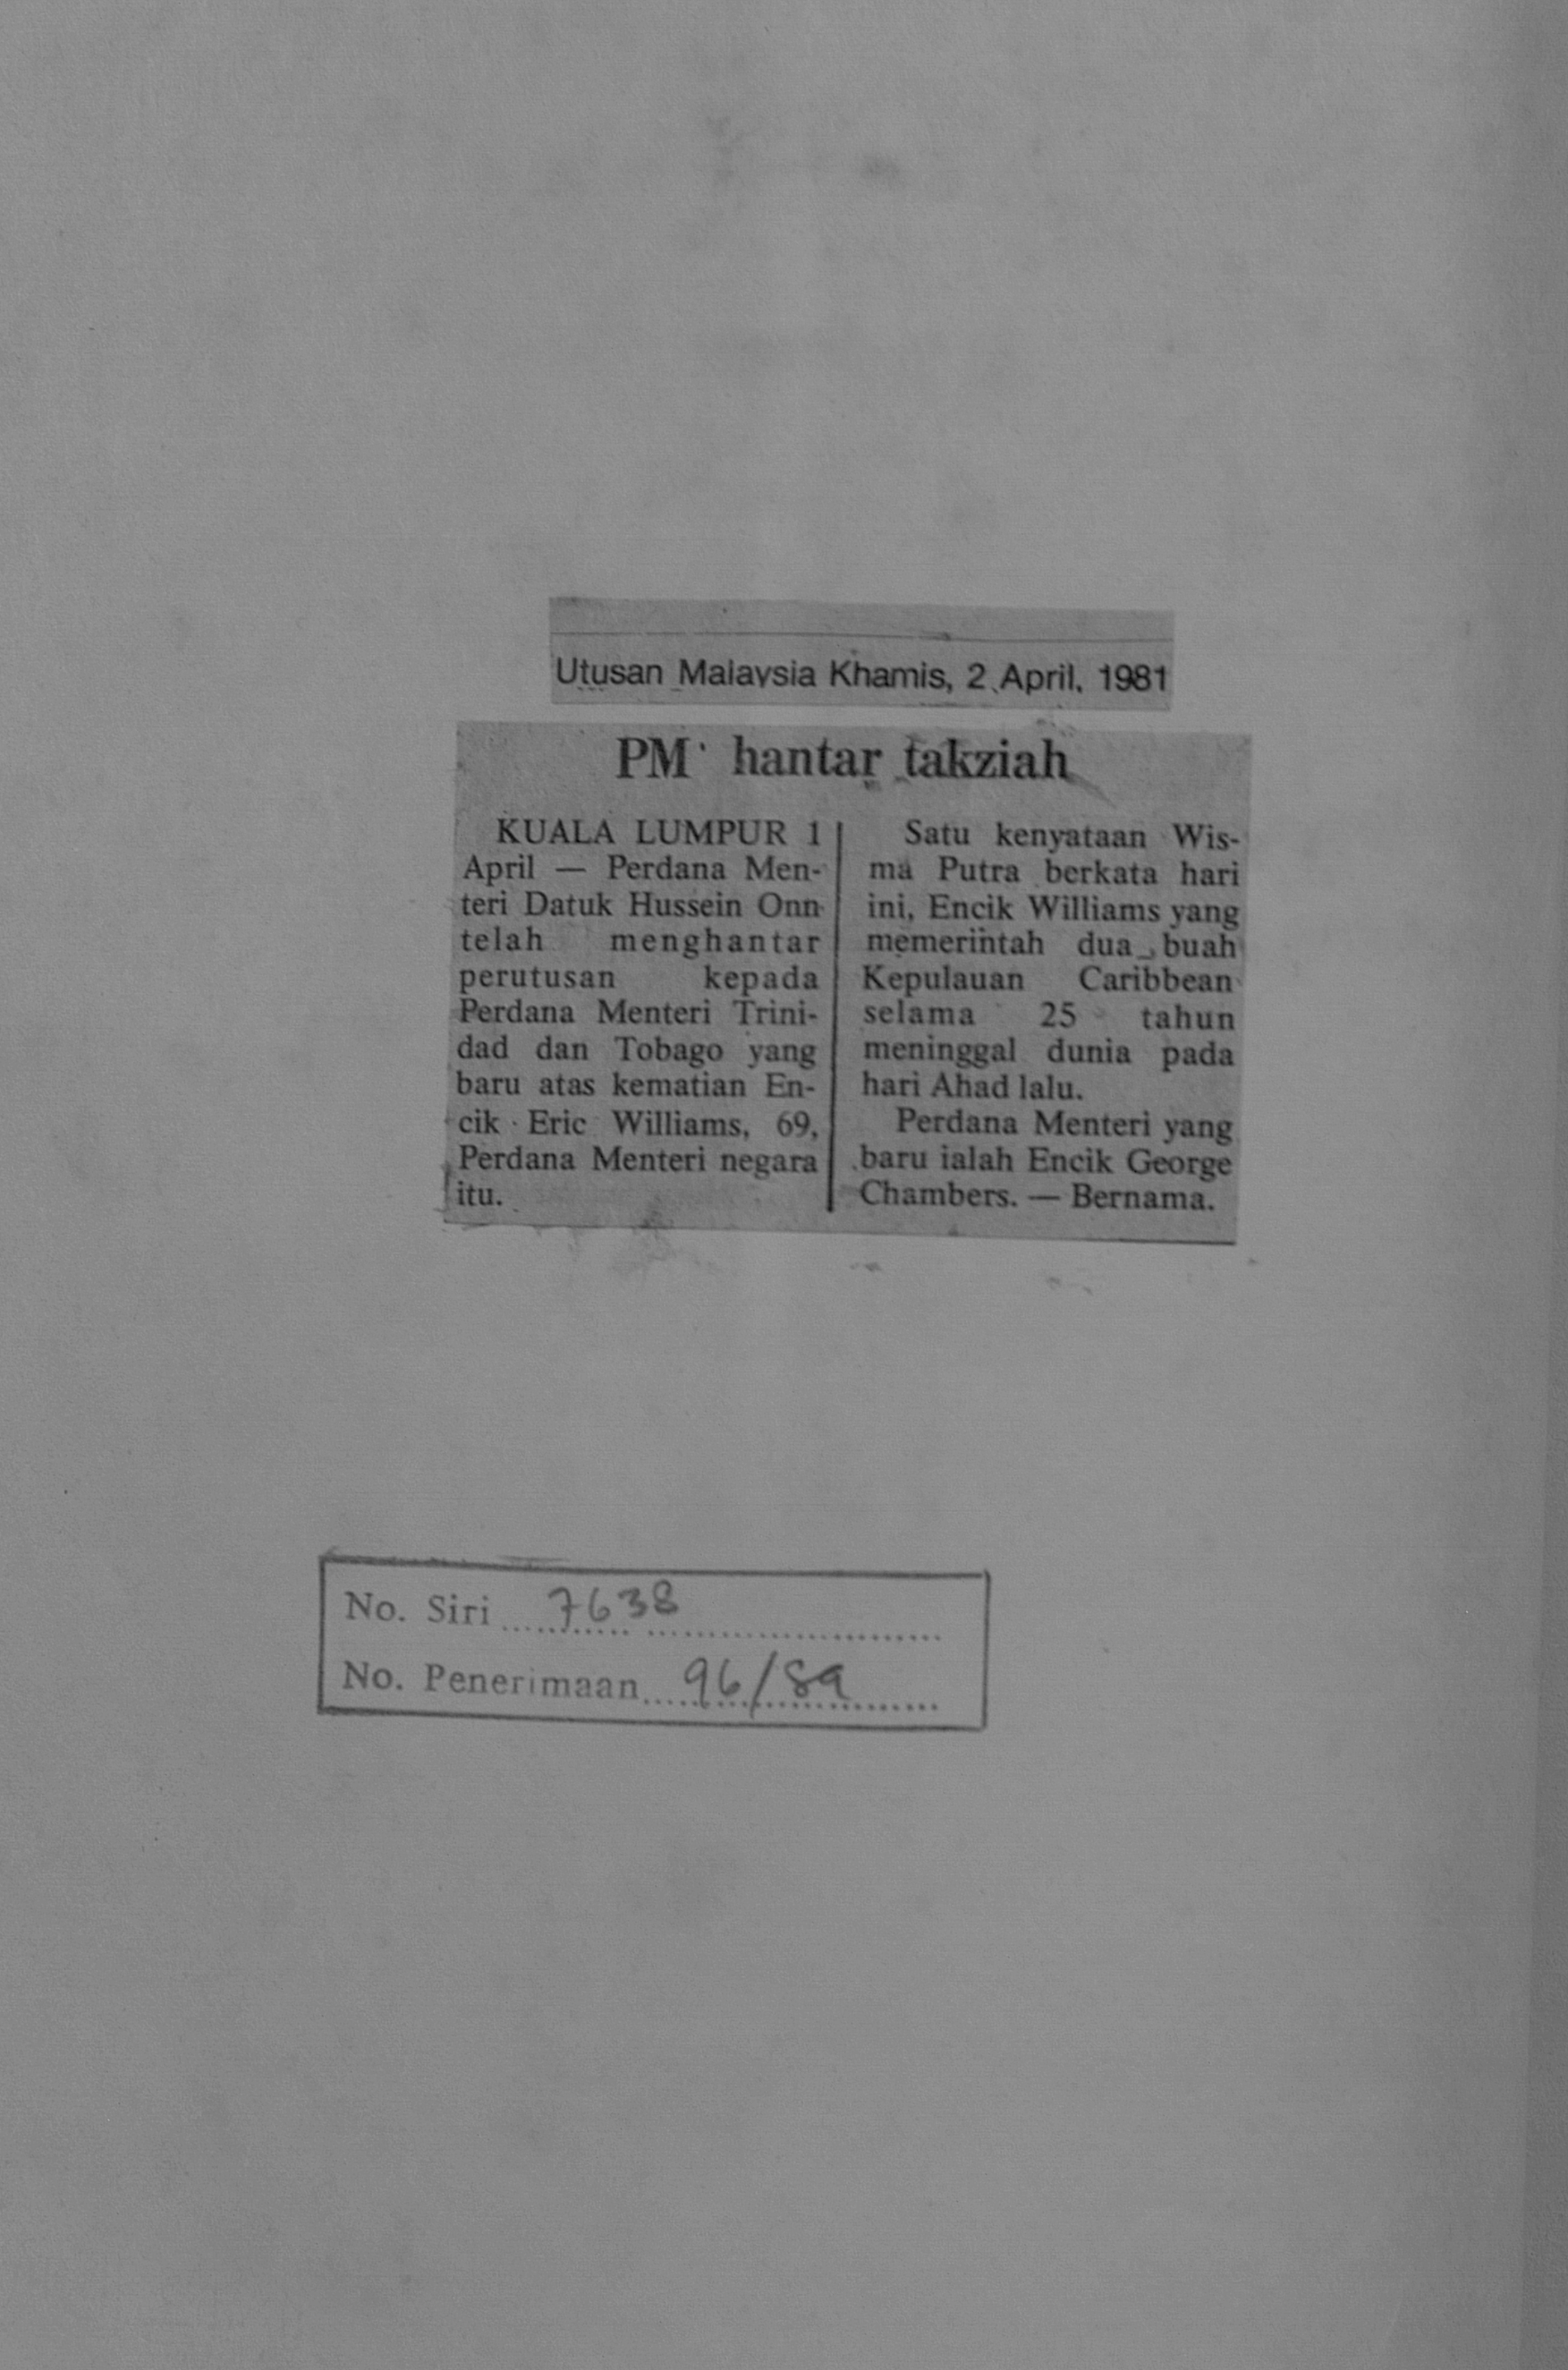 Utusan Malaysia Khamis, 2 April, 1981
PM hantar takziah
KUALA LUMPUR 1
April — Perdana Men-
teri Datuk Hussein Onn
telah menghantar
perutusan kepada
Perdana Menteri Trini-
dad dan Tobago yang
baru atas kematian En-
cik Eric Williams, 69,
Perdana Menteri negara
itu.
Satu kenyataan Wis-
ma Putra berkata hari
ini, Encik Williams yang
memerintah dua buah
Kepulauan Caribbean
selama 25 tahun
meninggal dunia pada
hari Ahad lalu.
Perdana Menteri yang
baru ialah Encik George
Chambers. — Bernama.
No. Siri 7638
No. Penerimaan 96/89